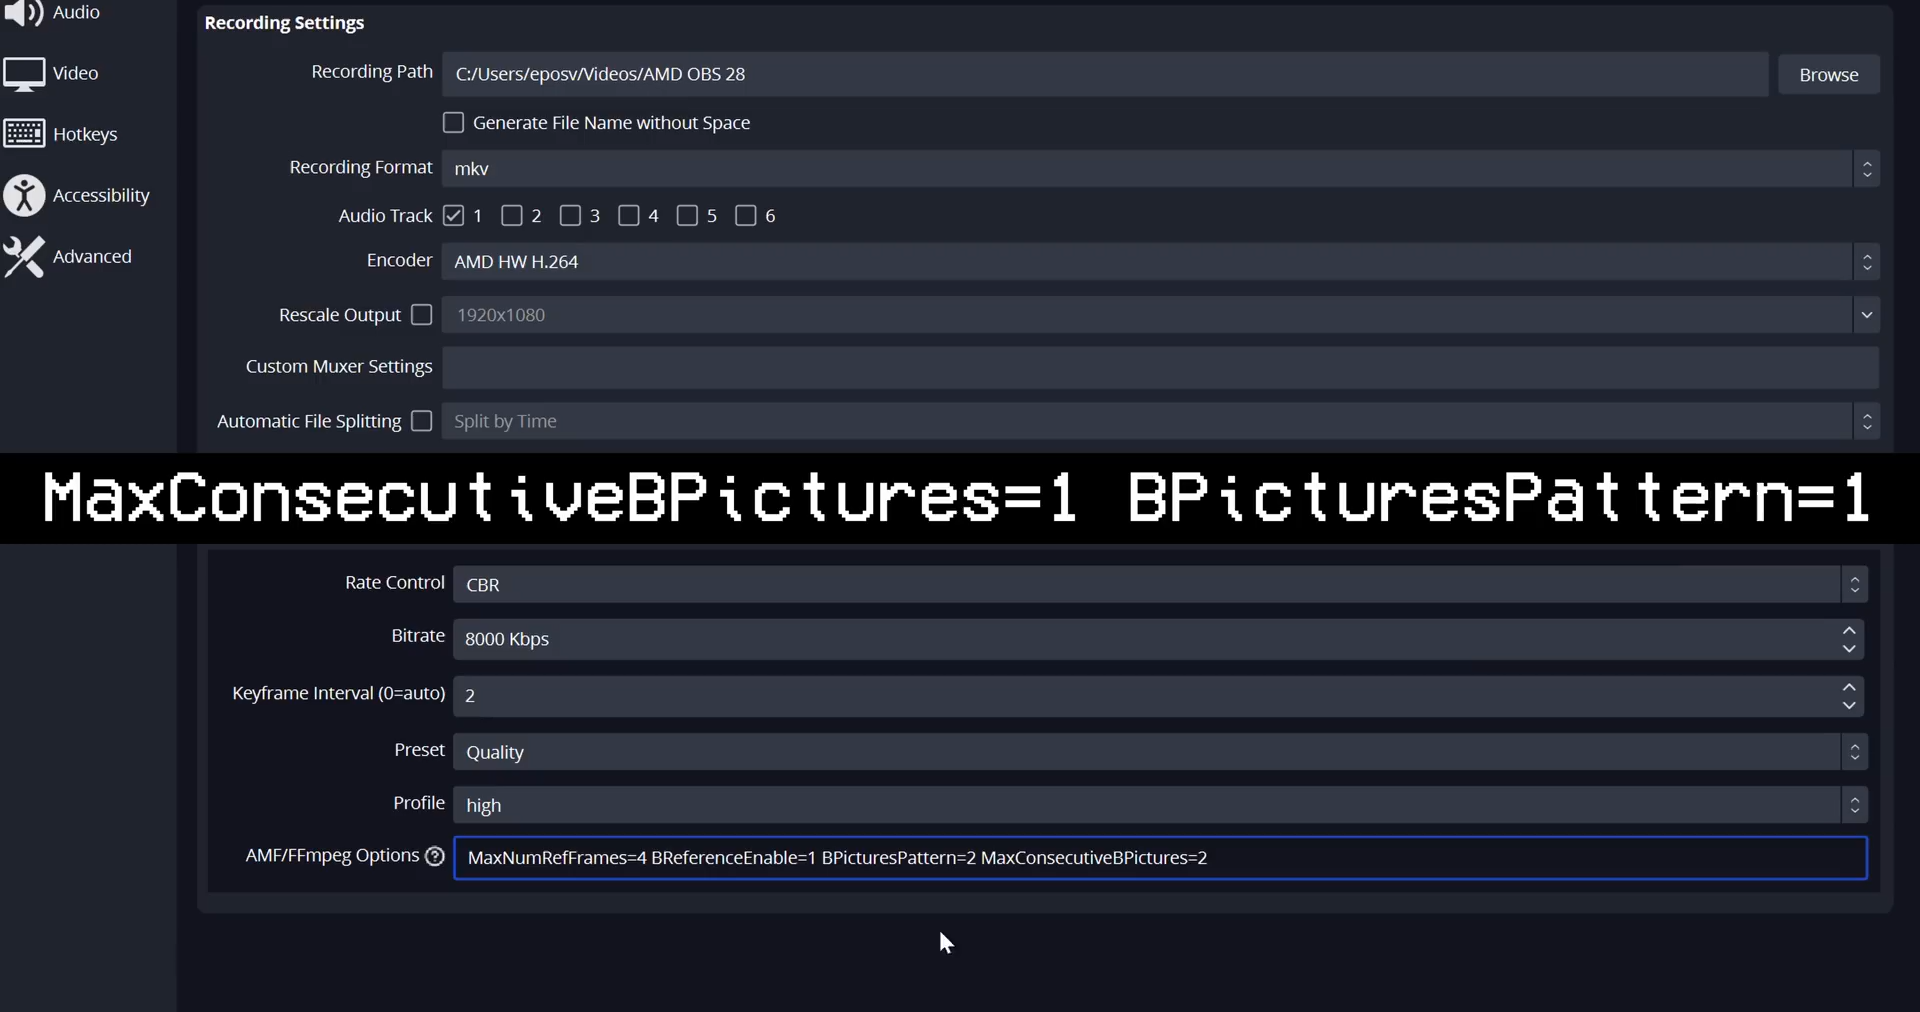 Audio
Video
Hotkeys
Accessibility
Advanced
Recording Settings
Recording Path C:/Users/eposv/Videos/AMD OBS 28 Browse
Generate File Name without Space
Recording Format mkv
Audio Track 1 2 3 4 5 6
Encoder AMD HW H.264
Rescale Output 1920x1080
Custom Muxer Settings
Automatic File Splitting Split by Time
MaxConsecutiveBPictures=1 BPicturesPattern=1
Rate Control CBR
Bitrate 8000 Kbps
Keyframe Interval (0=auto) 2
Preset Quality
Profile high
AMF/FFmpeg Options ? MaxNumRefFrames=4 BReferenceEnable=1 BPicturesPattern=2 MaxConsecutiveBPictures=2